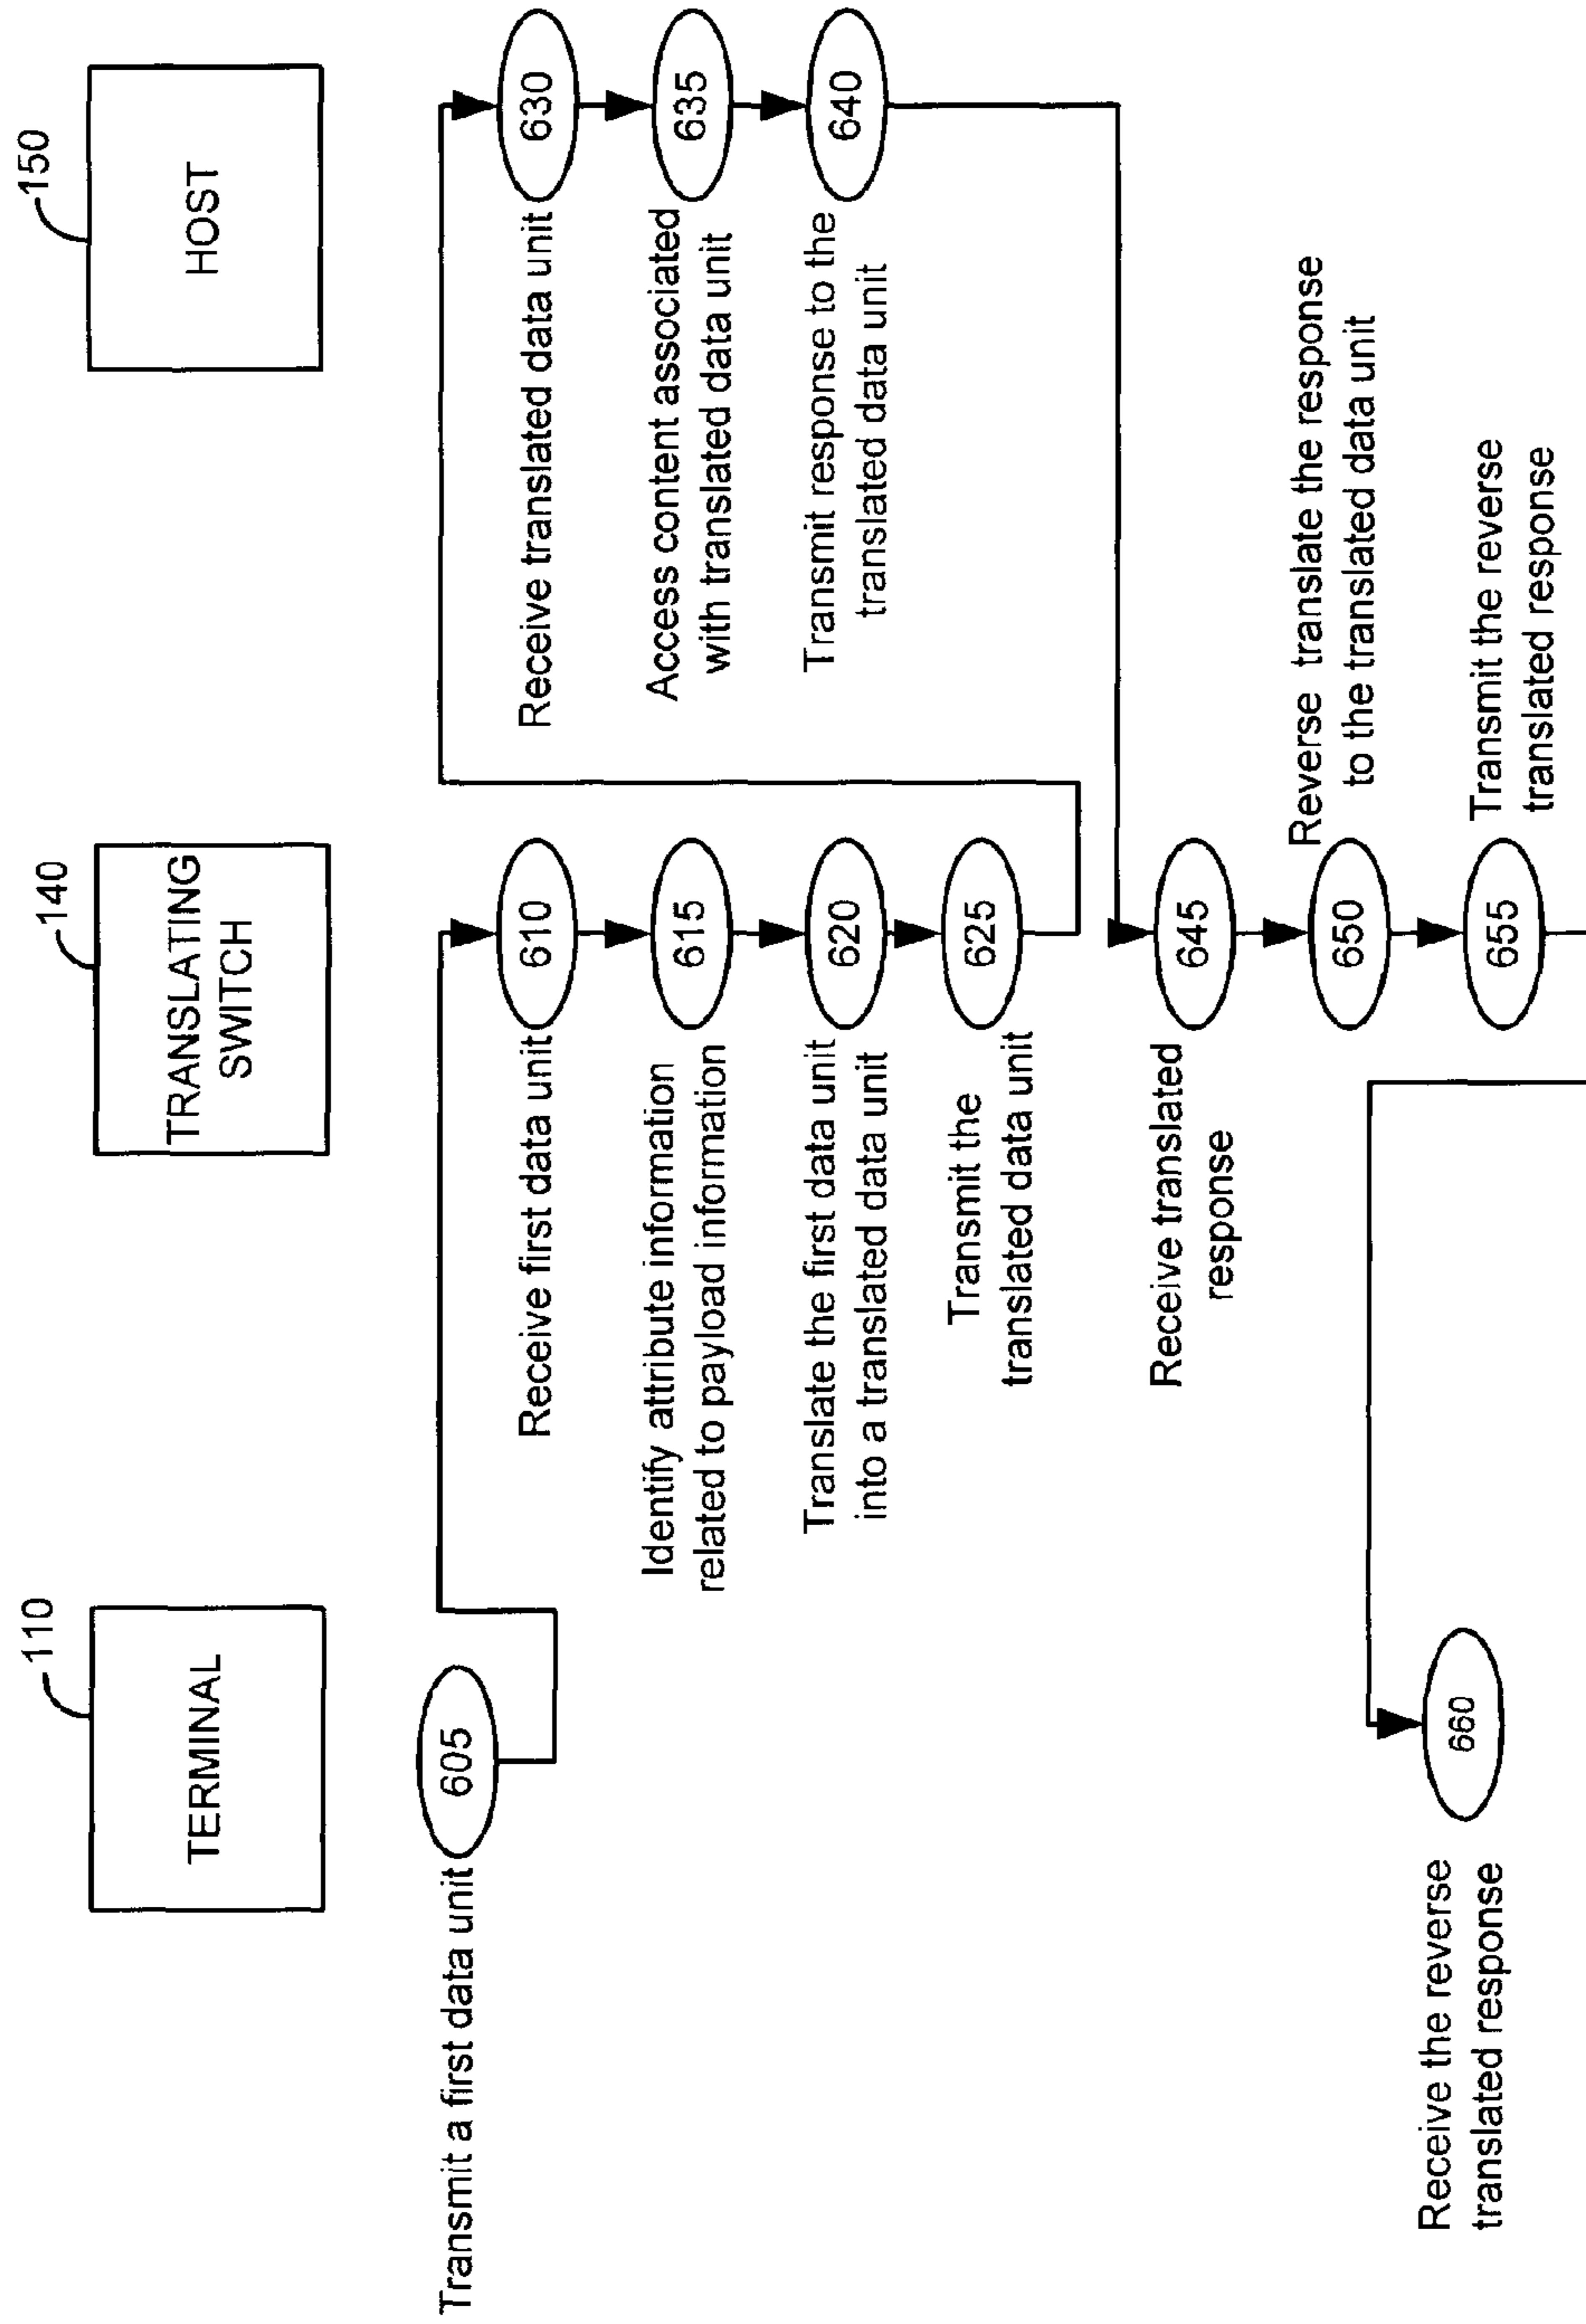 110
TERMINAL
140
TRANSLATING
SWITCH
150
HOST
605
Transmit a first data unit
610
Receive first data unit
615
Identify attribute information
related to payload information
620
Translate the first data unit
into a translated data unit
625
Transmit the
translated data unit
630
Receive translated data unit
635
Access content associated
with translated data unit
640
Transmit response to the
translated data unit
645
Receive translated
response
650
Reverse translate the response
to the translated data unit
655
Transmit the reverse
translated response
660
Receive the reverse
translated response